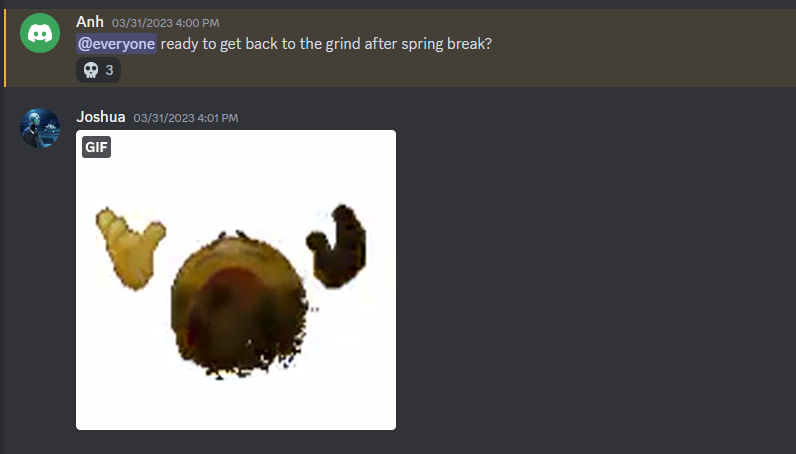 Anh 03/31/2023 4:00 PM
@everyone ready to get back to the grind after spring break?
3
Joshua 03/31/2023 4:01 PM
GIF